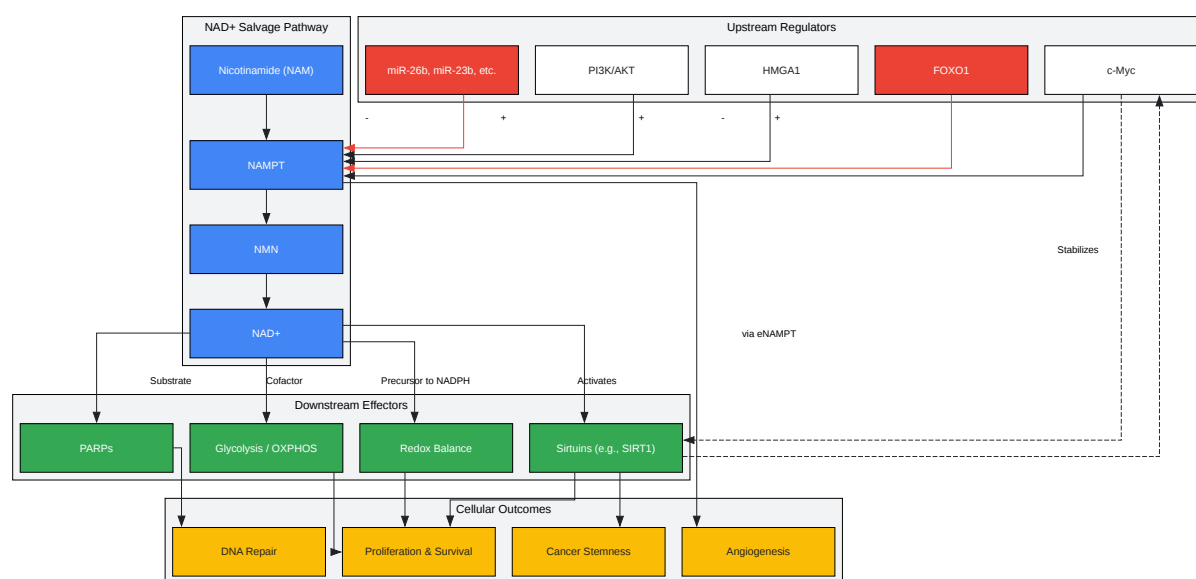 NAD+ Salvage Pathway
Upstream Regulators
Nicotinamide (NAM)
miR-26b, miR-23b, etc.
PI3K/AKT
HMGA1
FOXO1
c-Myc
-
+
+
-
+
NAMPT
NMN
Stabilizes
NAD+
via eNAMPT
Substrate
Cofactor
Precursor to NADPH
Activates
Downstream Effectors
PARPs
Glycolysis / OXPHOS
Redox Balance
Sirtuins (e.g., SIRT1)
Cellular Outcomes
DNA Repair
Proliferation & Survival
Cancer Stemness
Angiogenesis